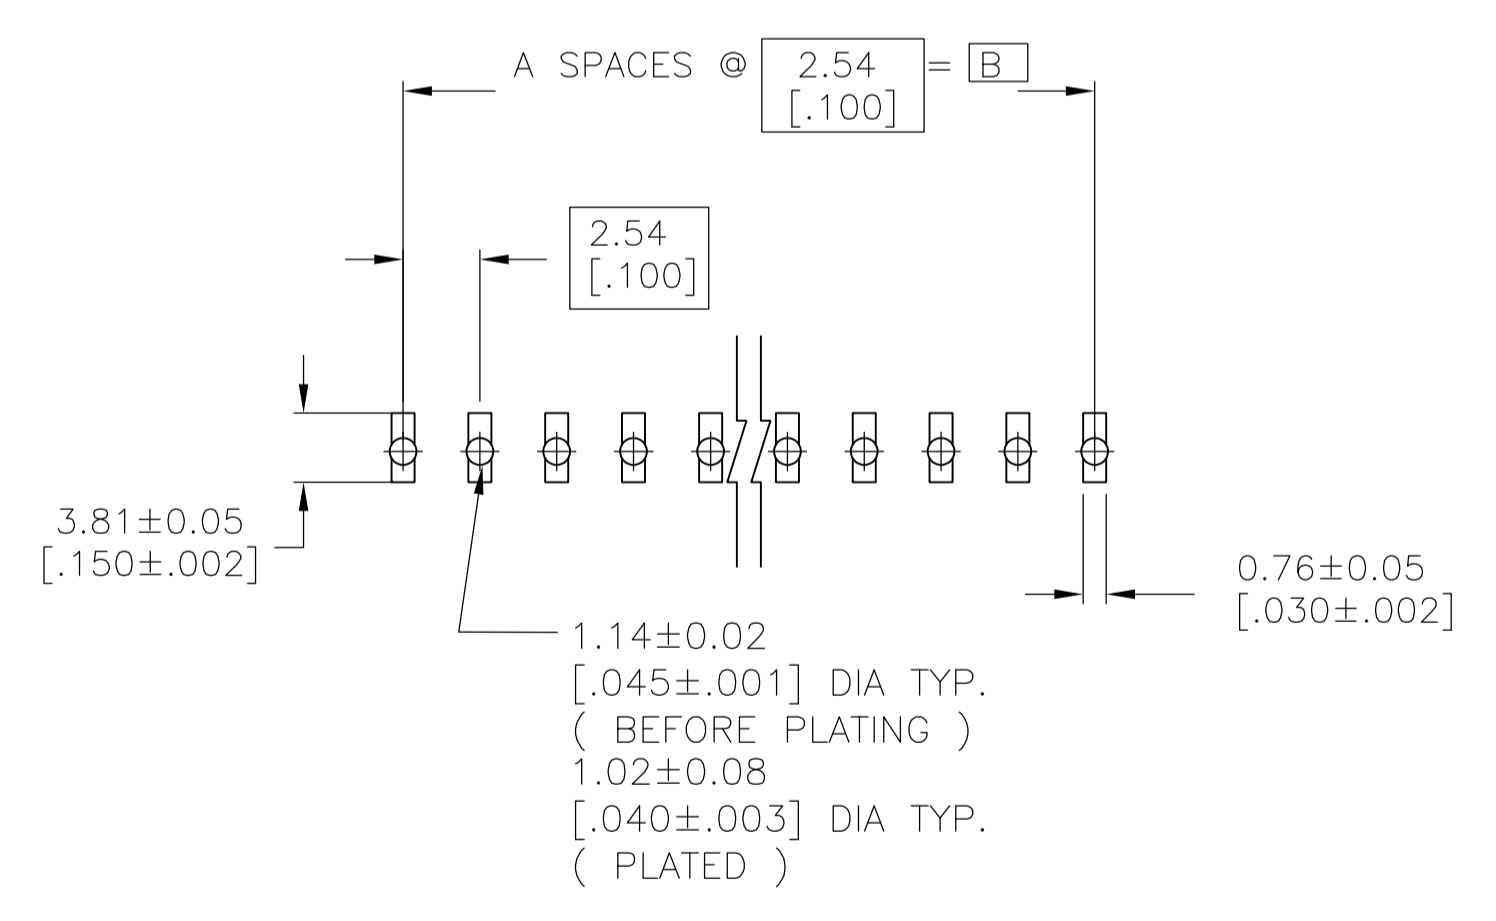 A SPACES @ 2.54 = B
[.100]
2.54
[.100]
3.81±0.05
[.150±.002]
0.76±0.05
[.030±.002]
1.14±0.02
[.045±.001] DIA TYP.
( BEFORE PLATING )
1.02±0.08
[.040±.003] DIA TYP.
( PLATED )